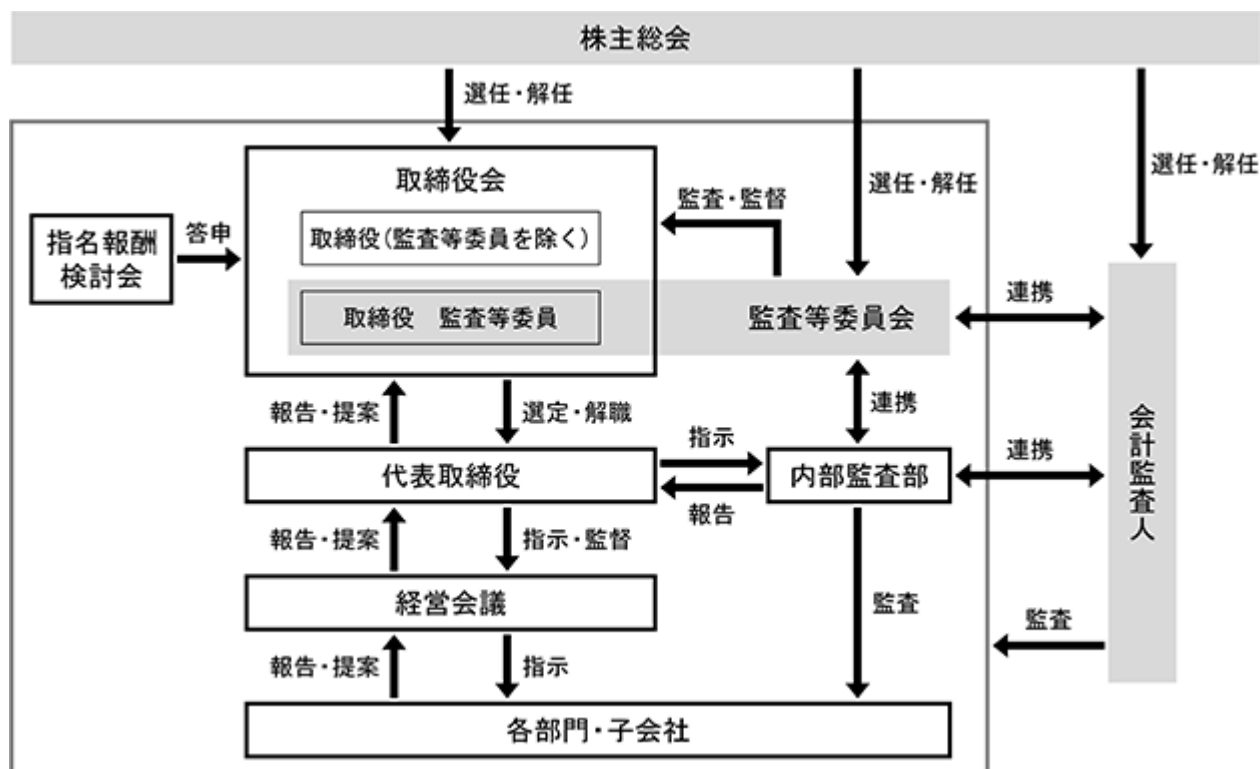 株主総会
選任・解任
選任・解任
選任・解任
取締役会
監査・監督
指名報酬
検討会
答申
取締役(監査等委員を除く)
取締役　監査等委員
監査等委員会
連携
報告・提案
選定・解職
連携
会計監査人
代表取締役
指示
報告
内部監査部
連携
報告・提案
指示・監督
経営会議
監査
監査
報告・提案
指示
各部門・子会社